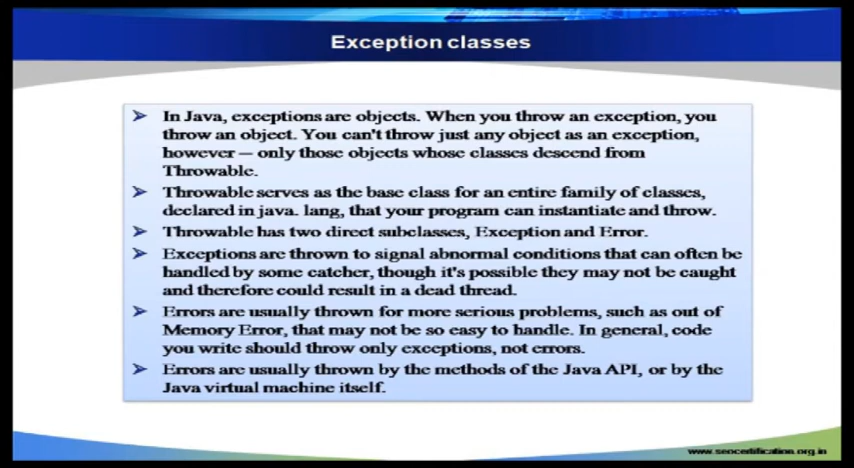 Exception classes
➢ In Java, exceptions are objects. When you throw an exception, you
throw an object. You can't throw just any object as an exception,
however – only those objects whose classes descend from
Throwable.
➢ Throwable serves as the base class for an entire family of classes,
declared in java. lang, that your program can instantiate and throw.
➢ Throwable has two direct subclasses, Exception and Error.
➢ Exceptions are thrown to signal abnormal conditions that can often be
handled by some catcher, though it's possible they may not be caught
and therefore could result in a dead thread.
➢ Errors are usually thrown for more serious problems, such as out of
Memory Error, that may not be so easy to handle. In general, code
you write should throw only exceptions, not errors.
➢ Errors are usually thrown by the methods of the Java API, or by the
Java virtual machine itself.
www.seocertification.org.in